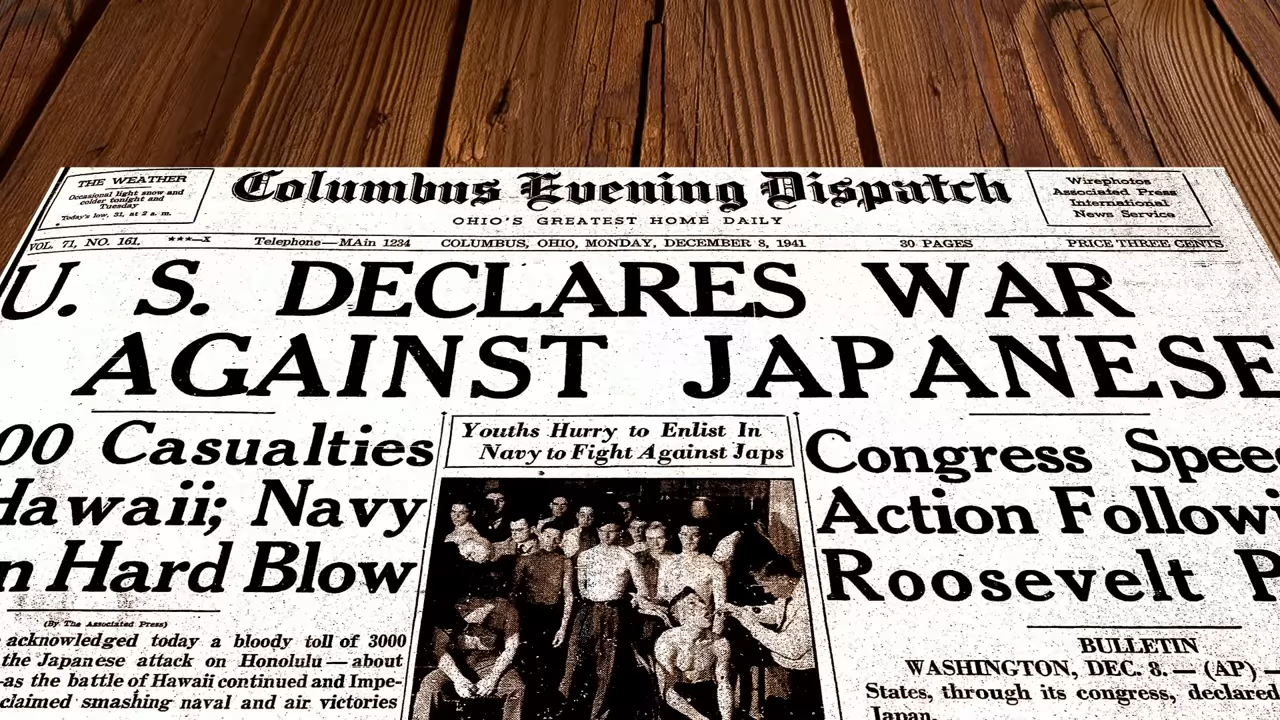 THE WEATHER
Occasional light snow and
colder tonight and
Tuesday
Today's low, 31, at 2 a. m.
Columbus Evening Dispatch
OHIO'S GREATEST HOME DAILY
Wirephotos
Associated Press
International
News Service
VOL. 71, NO. 161. ***—X Telephone—MAin 1234 COLUMBUS, OHIO, MONDAY, DECEMBER 8, 1941 30 PAGES PRICE THREE CENTS
U. S. DECLARES WAR
AGAINST JAPANESE
00 Casualties
Hawaii; Navy
n Hard Blow
(By The Associated Press)
acknowledged today a bloody toll of 3000
the Japanese attack on Honolulu—about
—as the battle of Hawaii continued and Impe-
claimed smashing naval and air victories
Youths Hurry to Enlist In
Navy to Fight Against Japs
Congress Spee
Action Followi
Roosevelt P
BULLETIN
WASHINGTON, DEC. 8.—(AP)—
States, through its congress, declared
Japan.